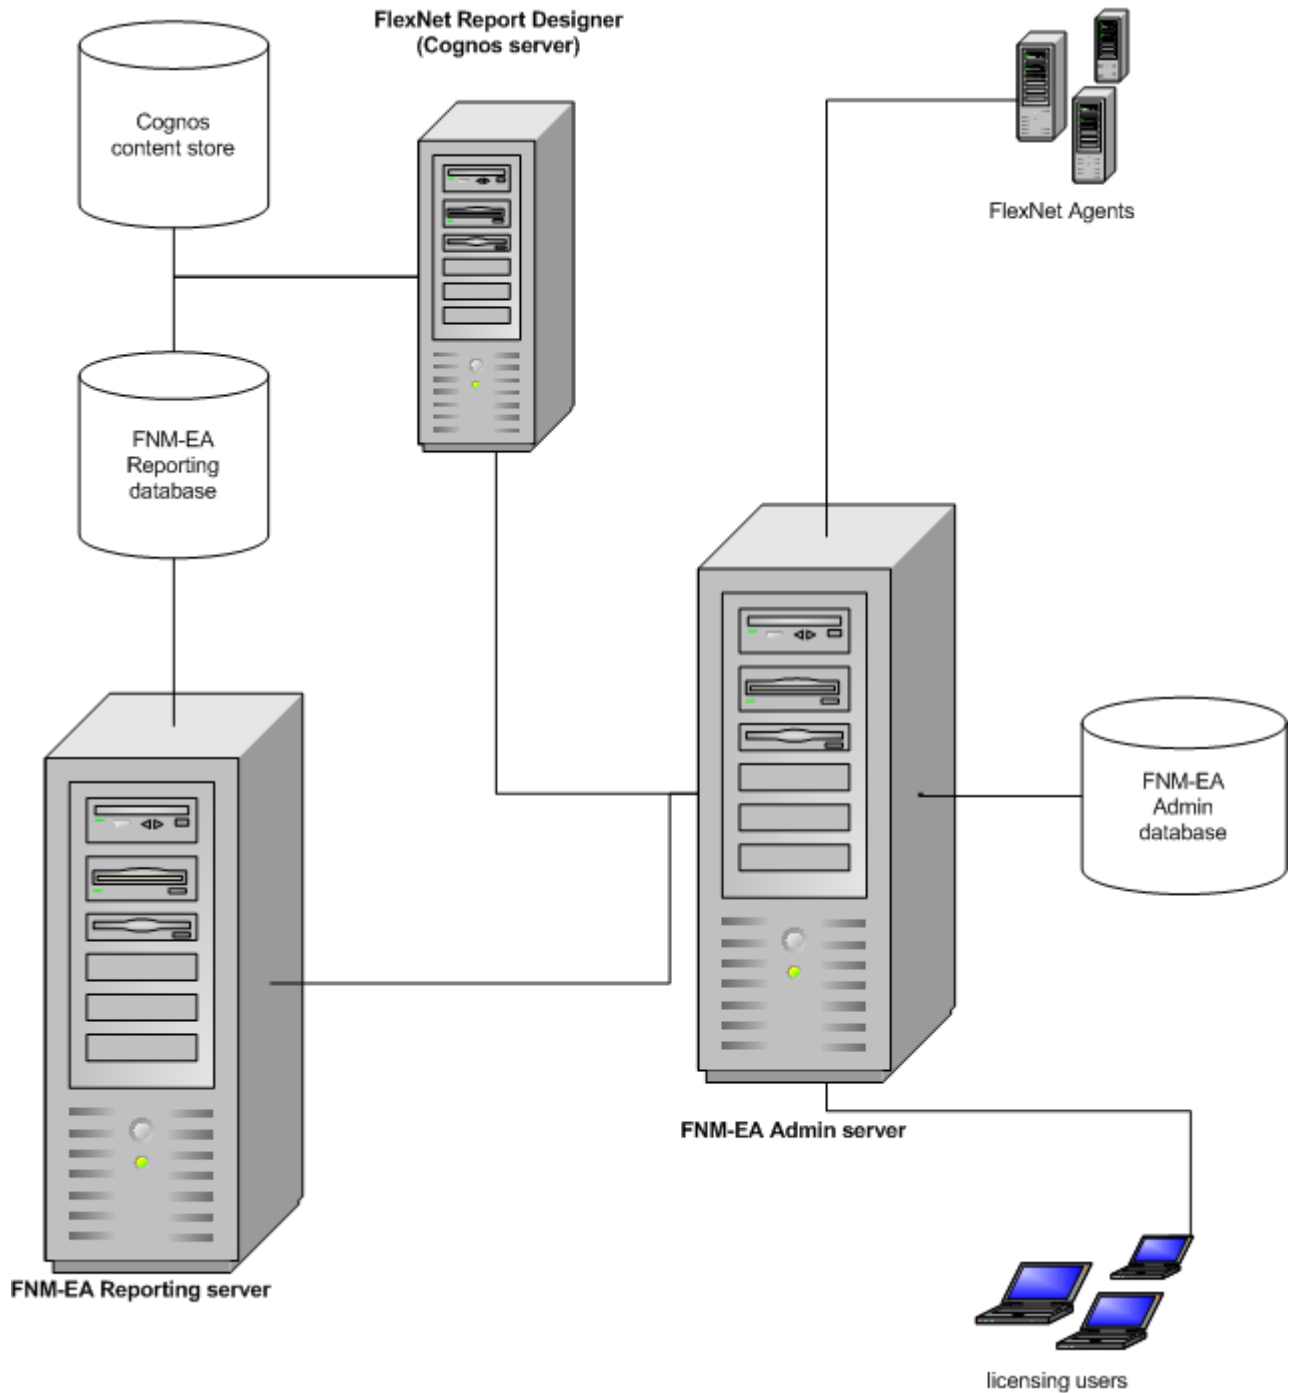 FlexNet Report Designer
(Cognos server)
Cognos
content store
FlexNet Agents
FNM-EA
Reporting
database
FNM-EA
Admin
database
FNM-EA Admin server
FNM-EA Reporting server
licensing users